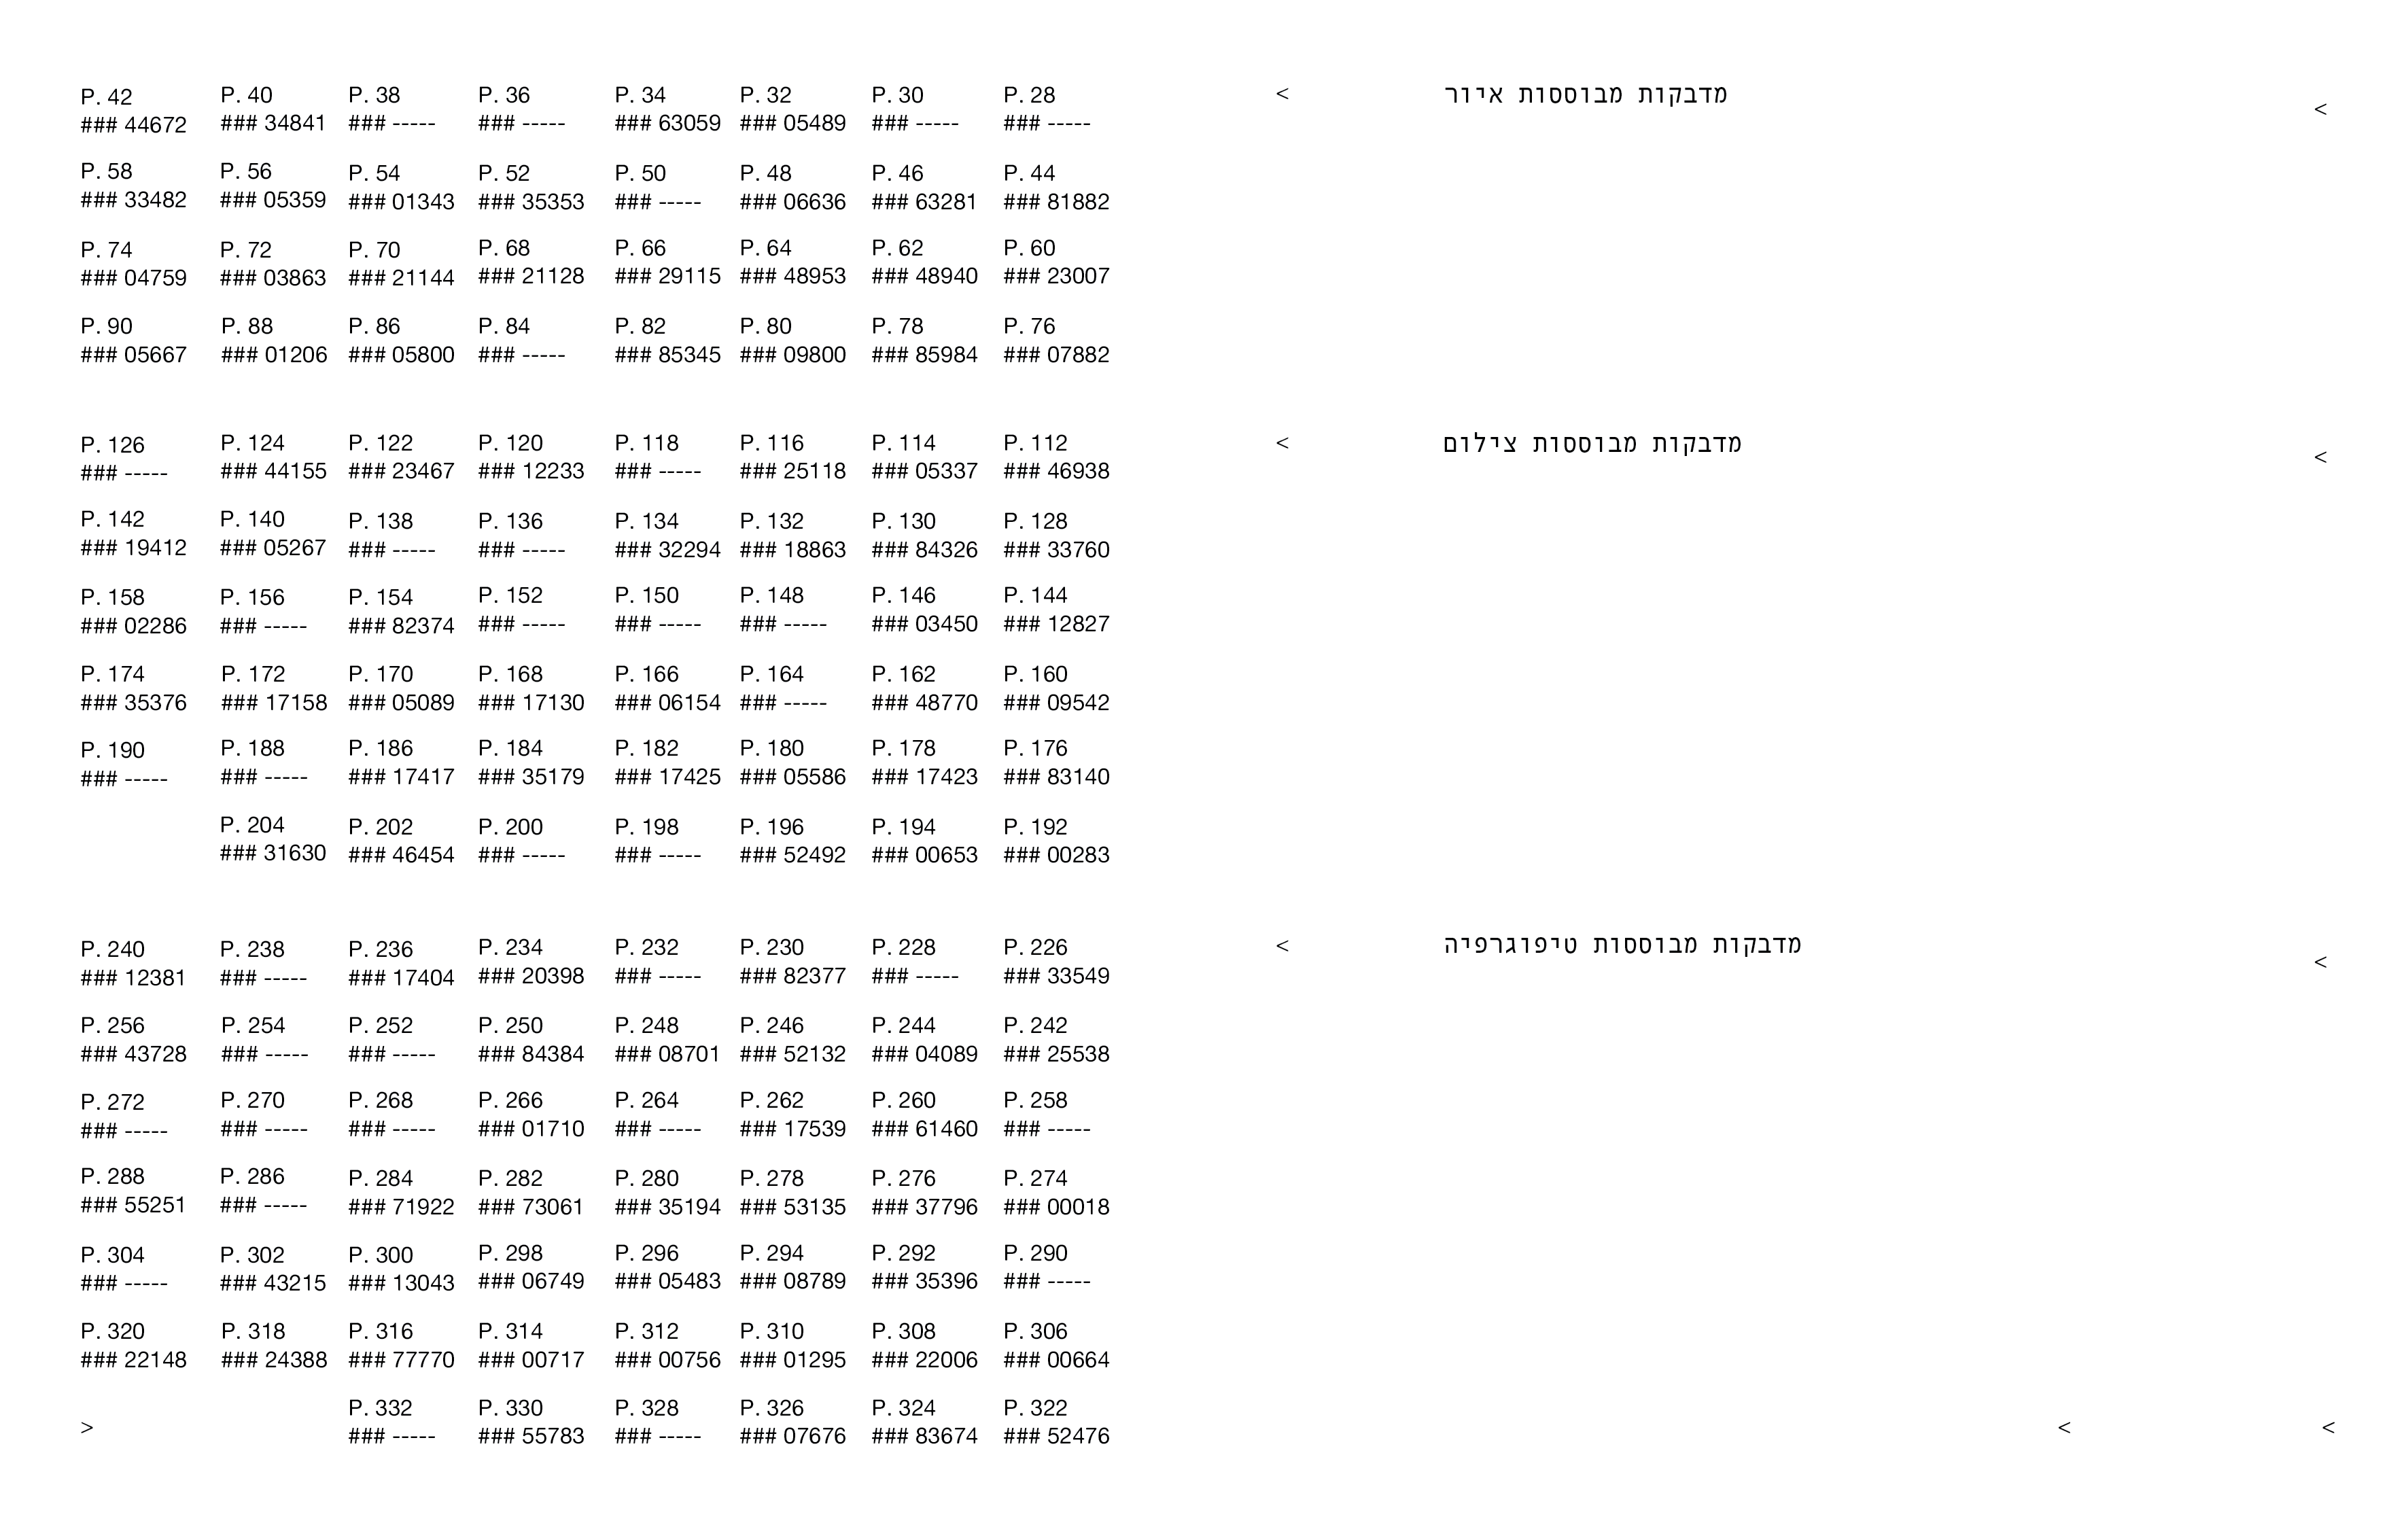 < מדבקות מבוססות איור <
P. 28 P. 30 P. 32 P. 34 P. 36 P. 38 P. 40 P. 42
### ----- ### ----- ### 05489 ### 63059 ### ----- ### ----- ### 34841 ### 44672
P. 44 P. 46 P. 48 P. 50 P. 52 P. 54 P. 56 P. 58
### 81882 ### 63281 ### 06636 ### ----- ### 35353 ### 01343 ### 05359 ### 33482
P. 60 P. 62 P. 64 P. 66 P. 68 P. 70 P. 72 P. 74
### 23007 ### 48940 ### 48953 ### 29115 ### 21128 ### 21144 ### 03863 ### 04759
P. 76 P. 78 P. 80 P. 82 P. 84 P. 86 P. 88 P. 90
### 07882 ### 85984 ### 09800 ### 85345 ### ----- ### 05800 ### 01206 ### 05667
< מדבקות מבוססות צילום <
P. 112 P. 114 P. 116 P. 118 P. 120 P. 122 P. 124 P. 126
### 46938 ### 05337 ### 25118 ### ----- ### 12233 ### 23467 ### 44155 ### -----
P. 128 P. 130 P. 132 P. 134 P. 136 P. 138 P. 140 P. 142
### 33760 ### 84326 ### 18863 ### 32294 ### ----- ### ----- ### 05267 ### 19412
P. 144 P. 146 P. 148 P. 150 P. 152 P. 154 P. 156 P. 158
### 12827 ### 03450 ### ----- ### ----- ### ----- ### 82374 ### ----- ### 02286
P. 160 P. 162 P. 164 P. 166 P. 168 P. 170 P. 172 P. 174
### 09542 ### 48770 ### ----- ### 06154 ### 17130 ### 05089 ### 17158 ### 35376
P. 176 P. 178 P. 180 P. 182 P. 184 P. 186 P. 188 P. 190
### 83140 ### 17423 ### 05586 ### 17425 ### 35179 ### 17417 ### ----- ### -----
P. 192 P. 194 P. 196 P. 198 P. 200 P. 202 P. 204
### 00283 ### 00653 ### 52492 ### ----- ### ----- ### 46454 ### 31630
< מדבקות מבוססות טיפוגרפיה <
P. 226 P. 228 P. 230 P. 232 P. 234 P. 236 P. 238 P. 240
### 33549 ### ----- ### 82377 ### ----- ### 20398 ### 17404 ### ----- ### 12381
P. 242 P. 244 P. 246 P. 248 P. 250 P. 252 P. 254 P. 256
### 25538 ### 04089 ### 52132 ### 08701 ### 84384 ### ----- ### ----- ### 43728
P. 258 P. 260 P. 262 P. 264 P. 266 P. 268 P. 270 P. 272
### ----- ### 61460 ### 17539 ### ----- ### 01710 ### ----- ### ----- ### -----
P. 274 P. 276 P. 278 P. 280 P. 282 P. 284 P. 286 P. 288
### 00018 ### 37796 ### 53135 ### 35194 ### 73061 ### 71922 ### ----- ### 55251
P. 290 P. 292 P. 294 P. 296 P. 298 P. 300 P. 302 P. 304
### ----- ### 35396 ### 08789 ### 05483 ### 06749 ### 13043 ### 43215 ### -----
P. 306 P. 308 P. 310 P. 312 P. 314 P. 316 P. 318 P. 320
### 00664 ### 22006 ### 01295 ### 00756 ### 00717 ### 77770 ### 24388 ### 22148
P. 322 P. 324 P. 326 P. 328 P. 330 P. 332
### 52476 ### 83674 ### 07676 ### ----- ### 55783 ### -----
< < >